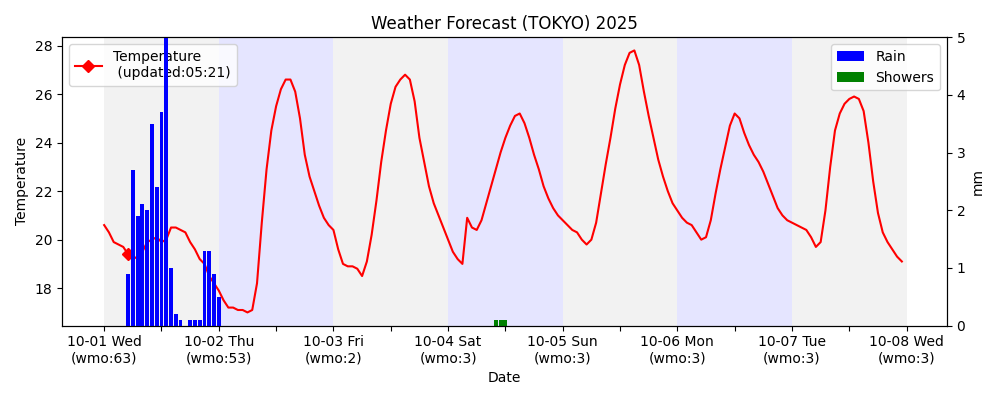 Weather Forecast (TOKYO) 2025
Temperature
(updated:05:21)
Rain
Showers
Temperature
28
26
24
22
20
18
5
4
3
2
1
0
mm
10-01 Wed
(wmo:63)
10-02 Thu
(wmo:53)
10-03 Fri
(wmo:2)
10-04 Sat
(wmo:3)
10-05 Sun
(wmo:3)
10-06 Mon
(wmo:3)
10-07 Tue
(wmo:3)
10-08 Wed
(wmo:3)
Date